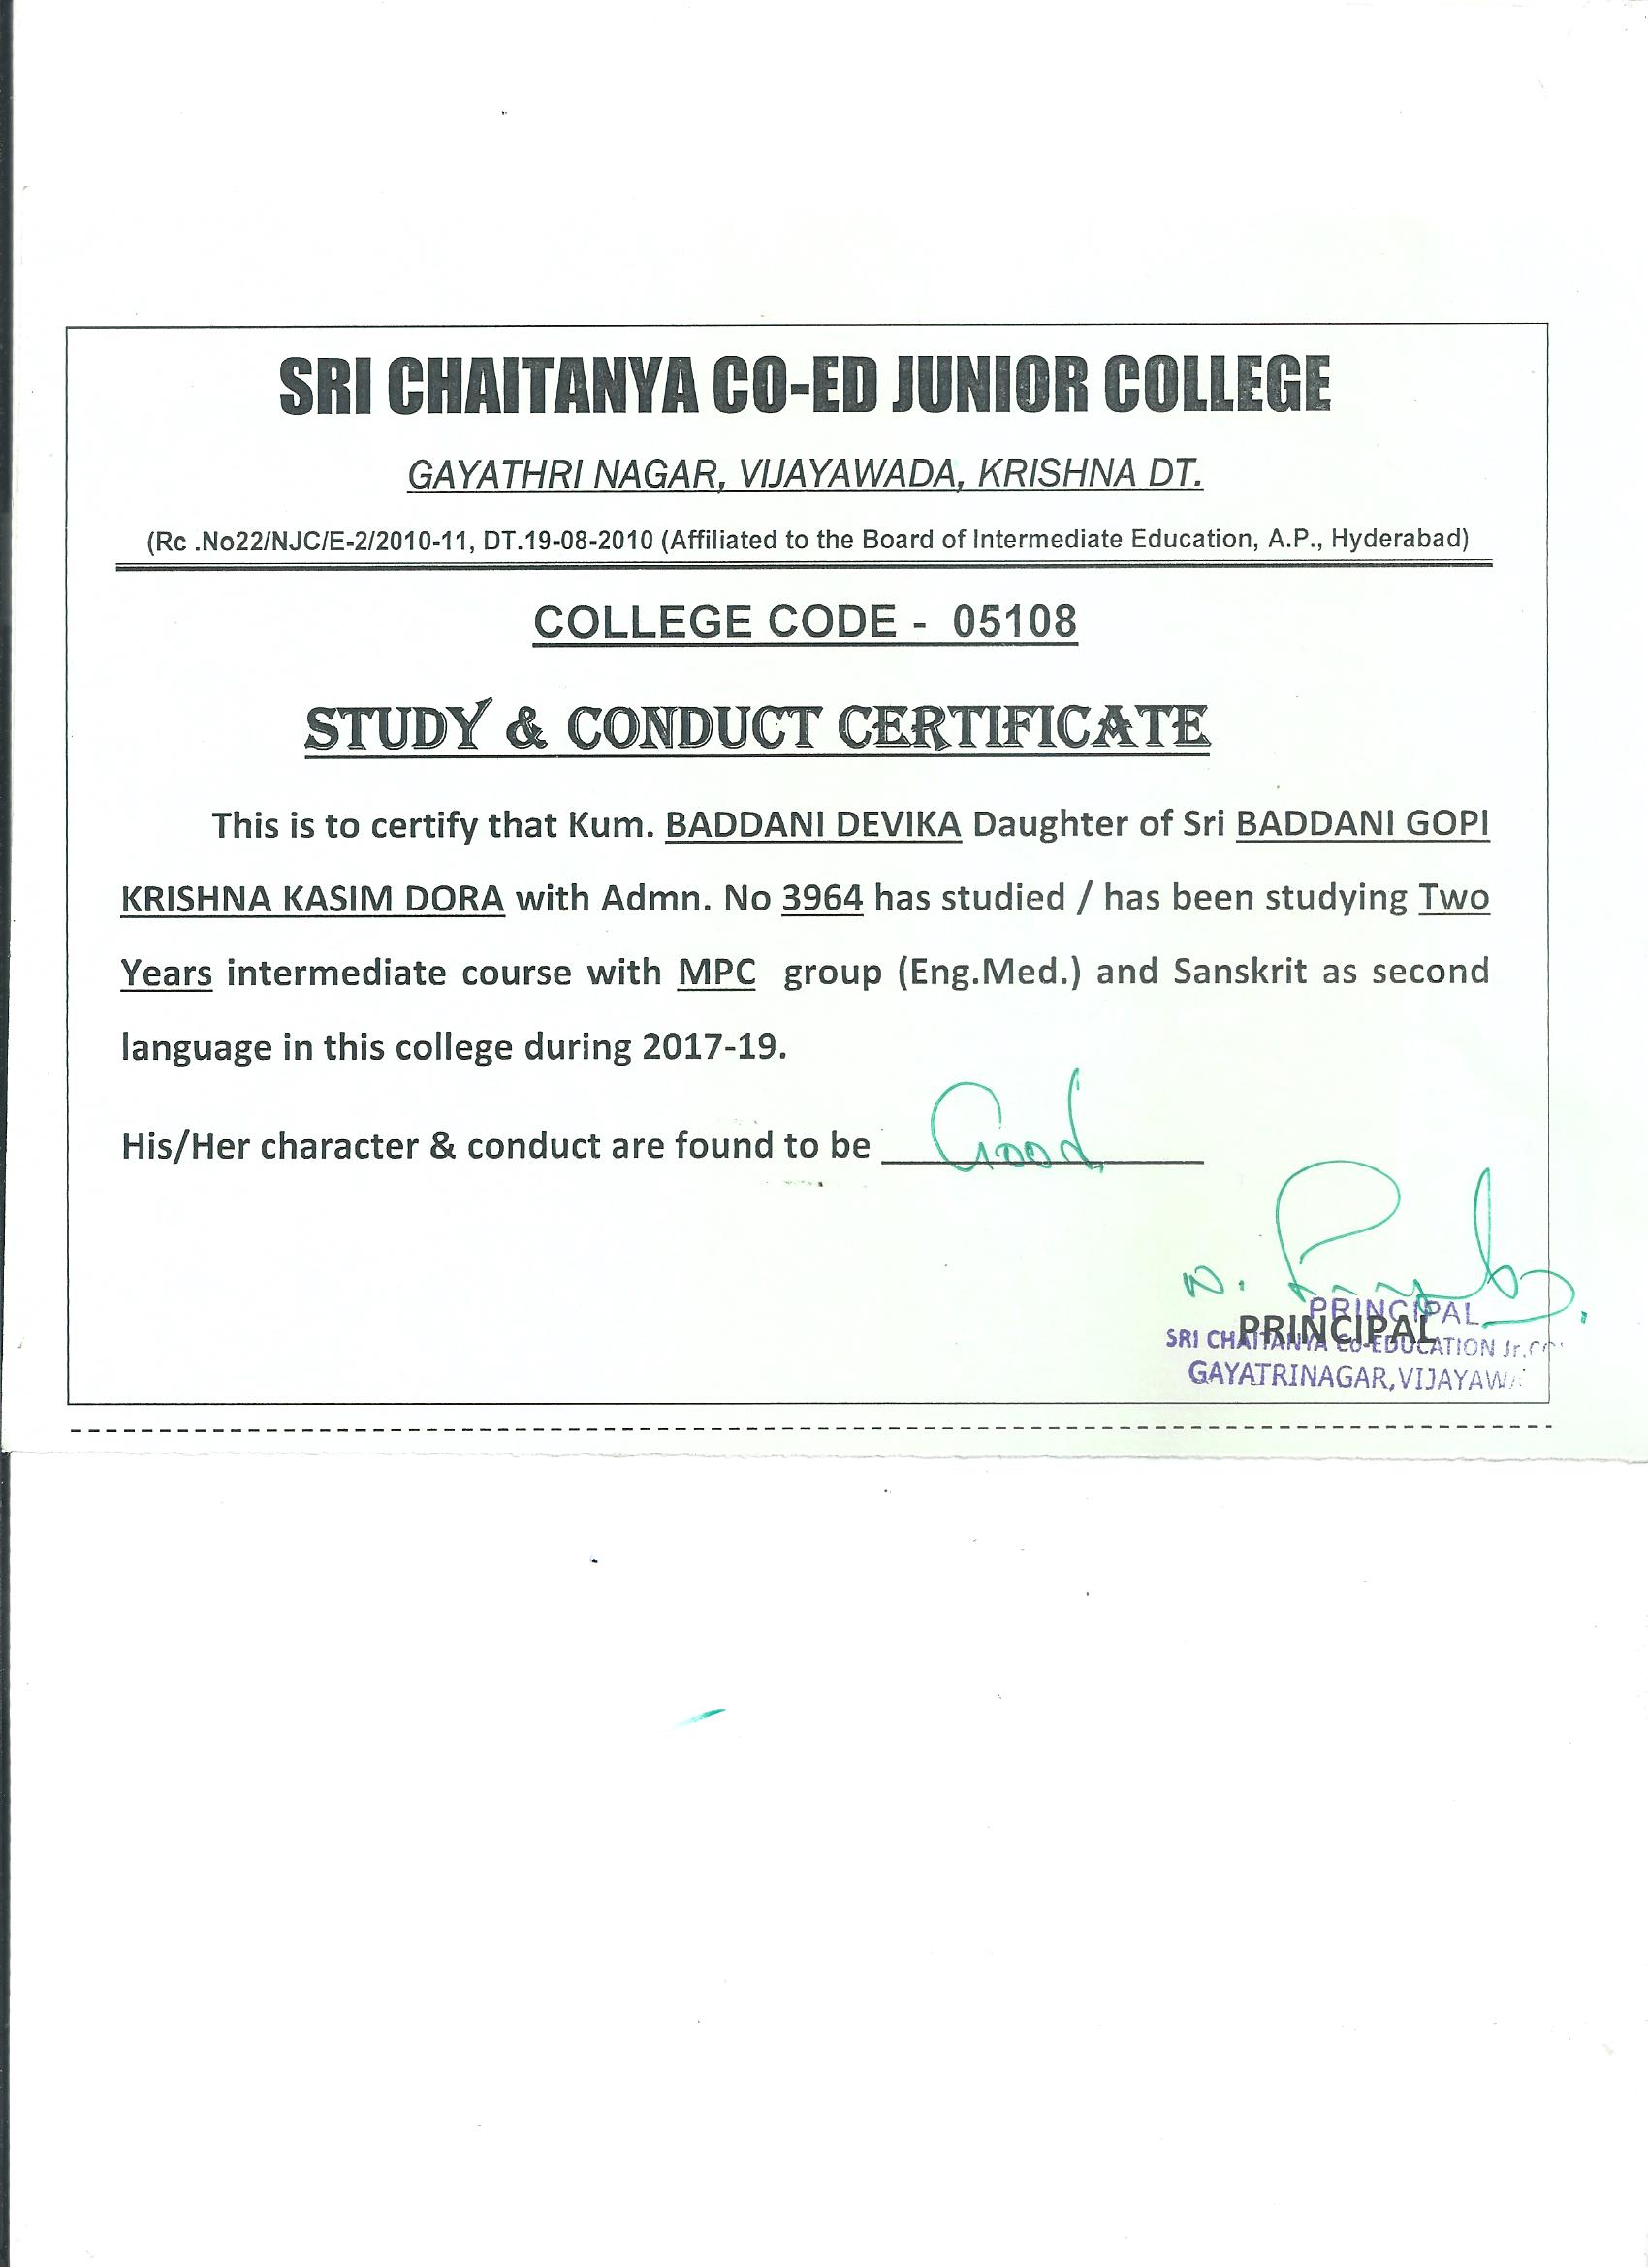 SRI CHAITANYA CO-ED JUNIOR COLLEGE
GAYATHRI NAGAR, VIJAYAWADA, KRISHNA DT.
(Rc .No22/NJC/E-2/2010-11, DT.19-08-2010 (Affiliated to the Board of Intermediate Education, A.P., Hyderabad)
COLLEGE CODE - 05108
STUDY & CONDUCT CERTIFICATE
This is to certify that Kum. BADDANI DEVIKA Daughter of Sri BADDANI GOPI
KRISHNA KASIM DORA with Admn. No 3964 has studied / has been studying Two
Years intermediate course with MPC group (Eng.Med.) and Sanskrit as second
language in this college during 2017-19.
His/Her character & conduct are found to be Good
PRINCIPAL
PRINCIPAL
SRI CHAITANYA Co-EDUCATION Jr.
GAYATRINAGAR, VIJAYAW